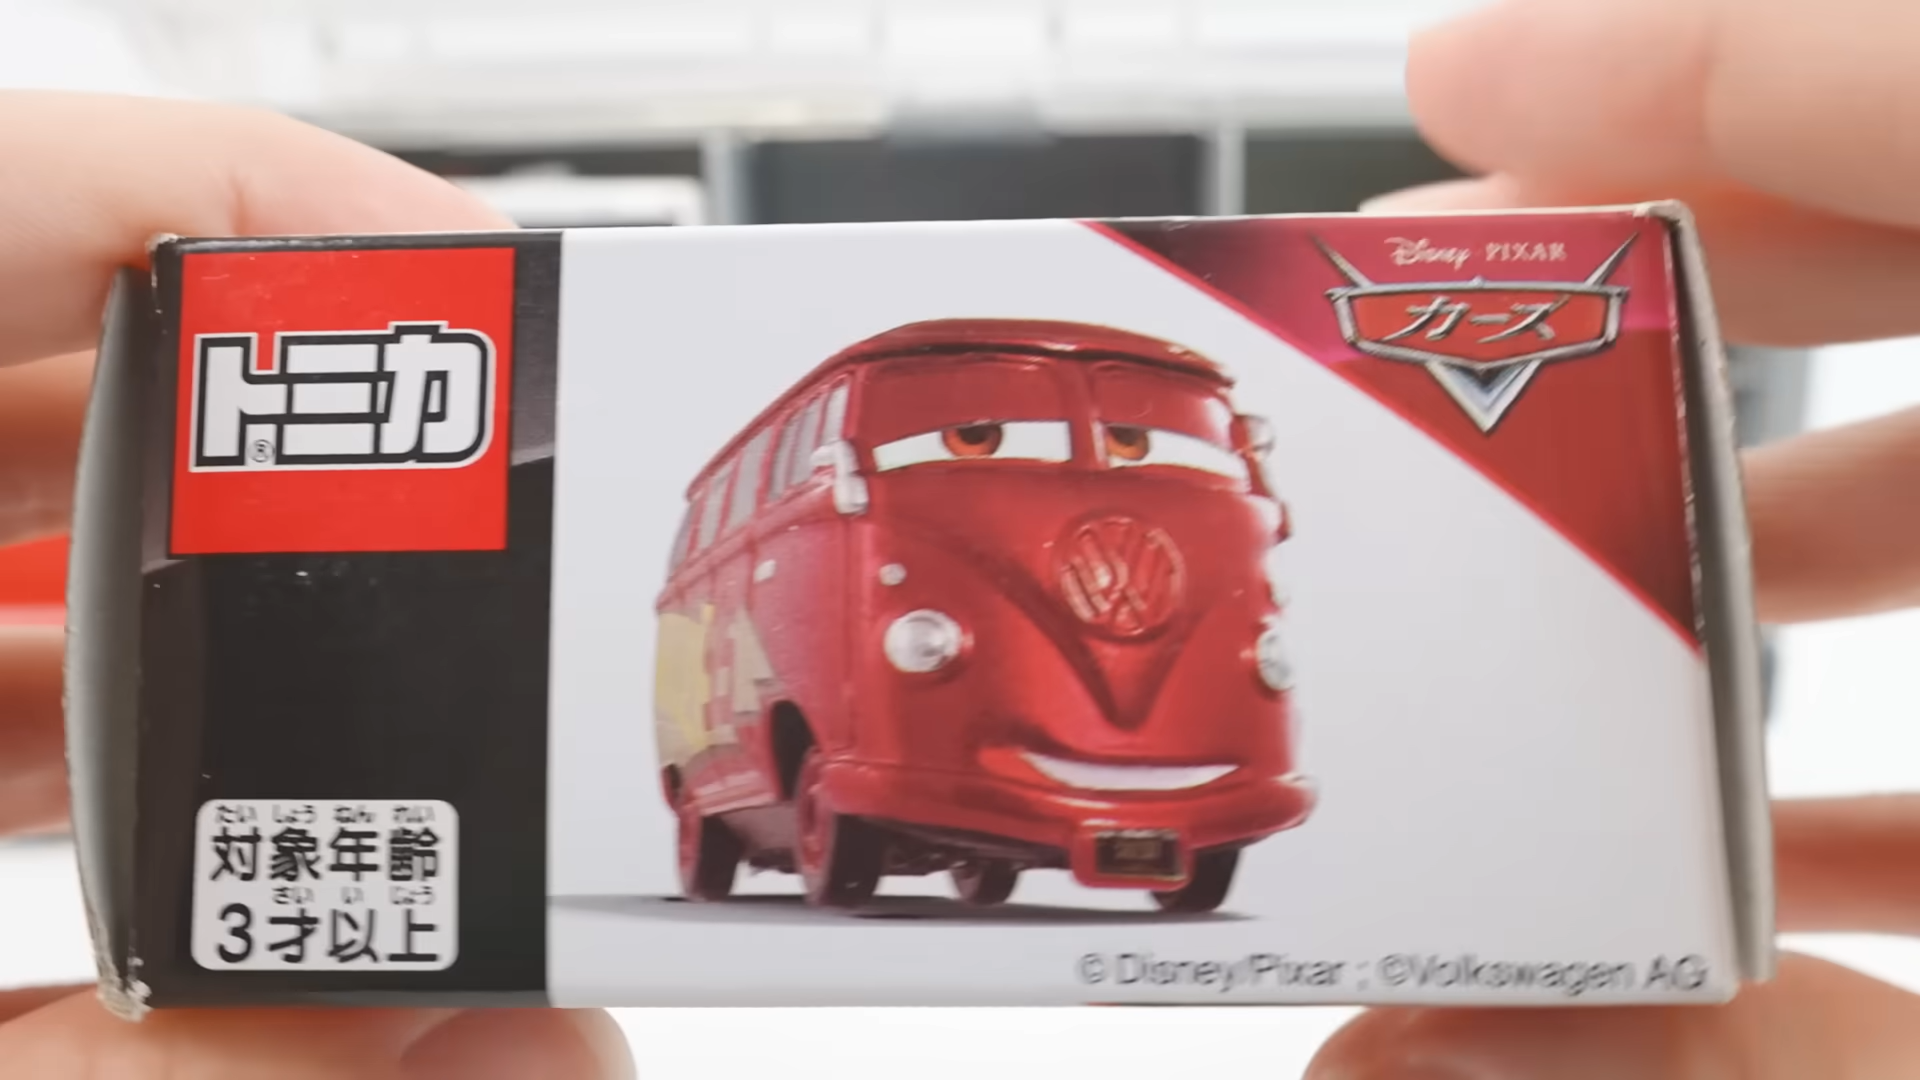 トミカ
®
Disney · PIXAR
カーズ
たい しょう ねん れい
対象年齢
さい い じょう
3才以上
© Disney/Pixar ; ©Volkswagen AG